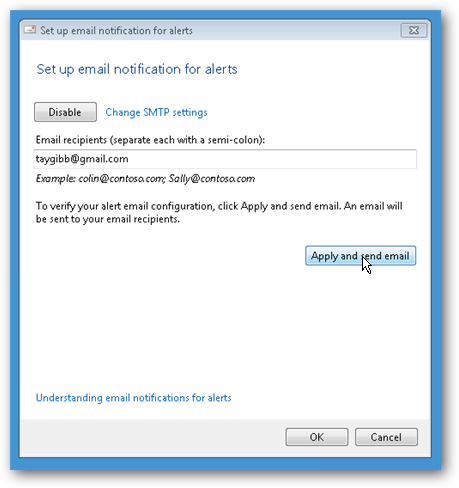 Set up email notification for alerts
Set up email notification for alerts
Disable Change SMTP settings
Email recipients (separate each with a semi-colon):
taygibb@gmail.com
Example: colin@contoso.com; Sally@contoso.com
To verify your alert email configuration, click Apply and send email. An email will
be sent to your email recipients.
Apply and send email
Understanding email notifications for alerts
OK Cancel